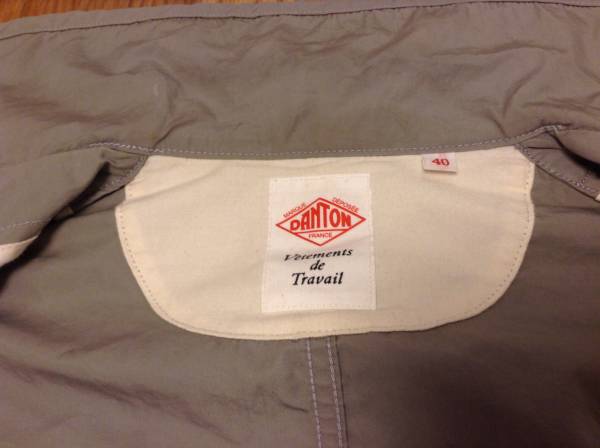 40
MARQUE DÉPOSÉE
DANTON
FRANCE
Vêtements
de
Travail